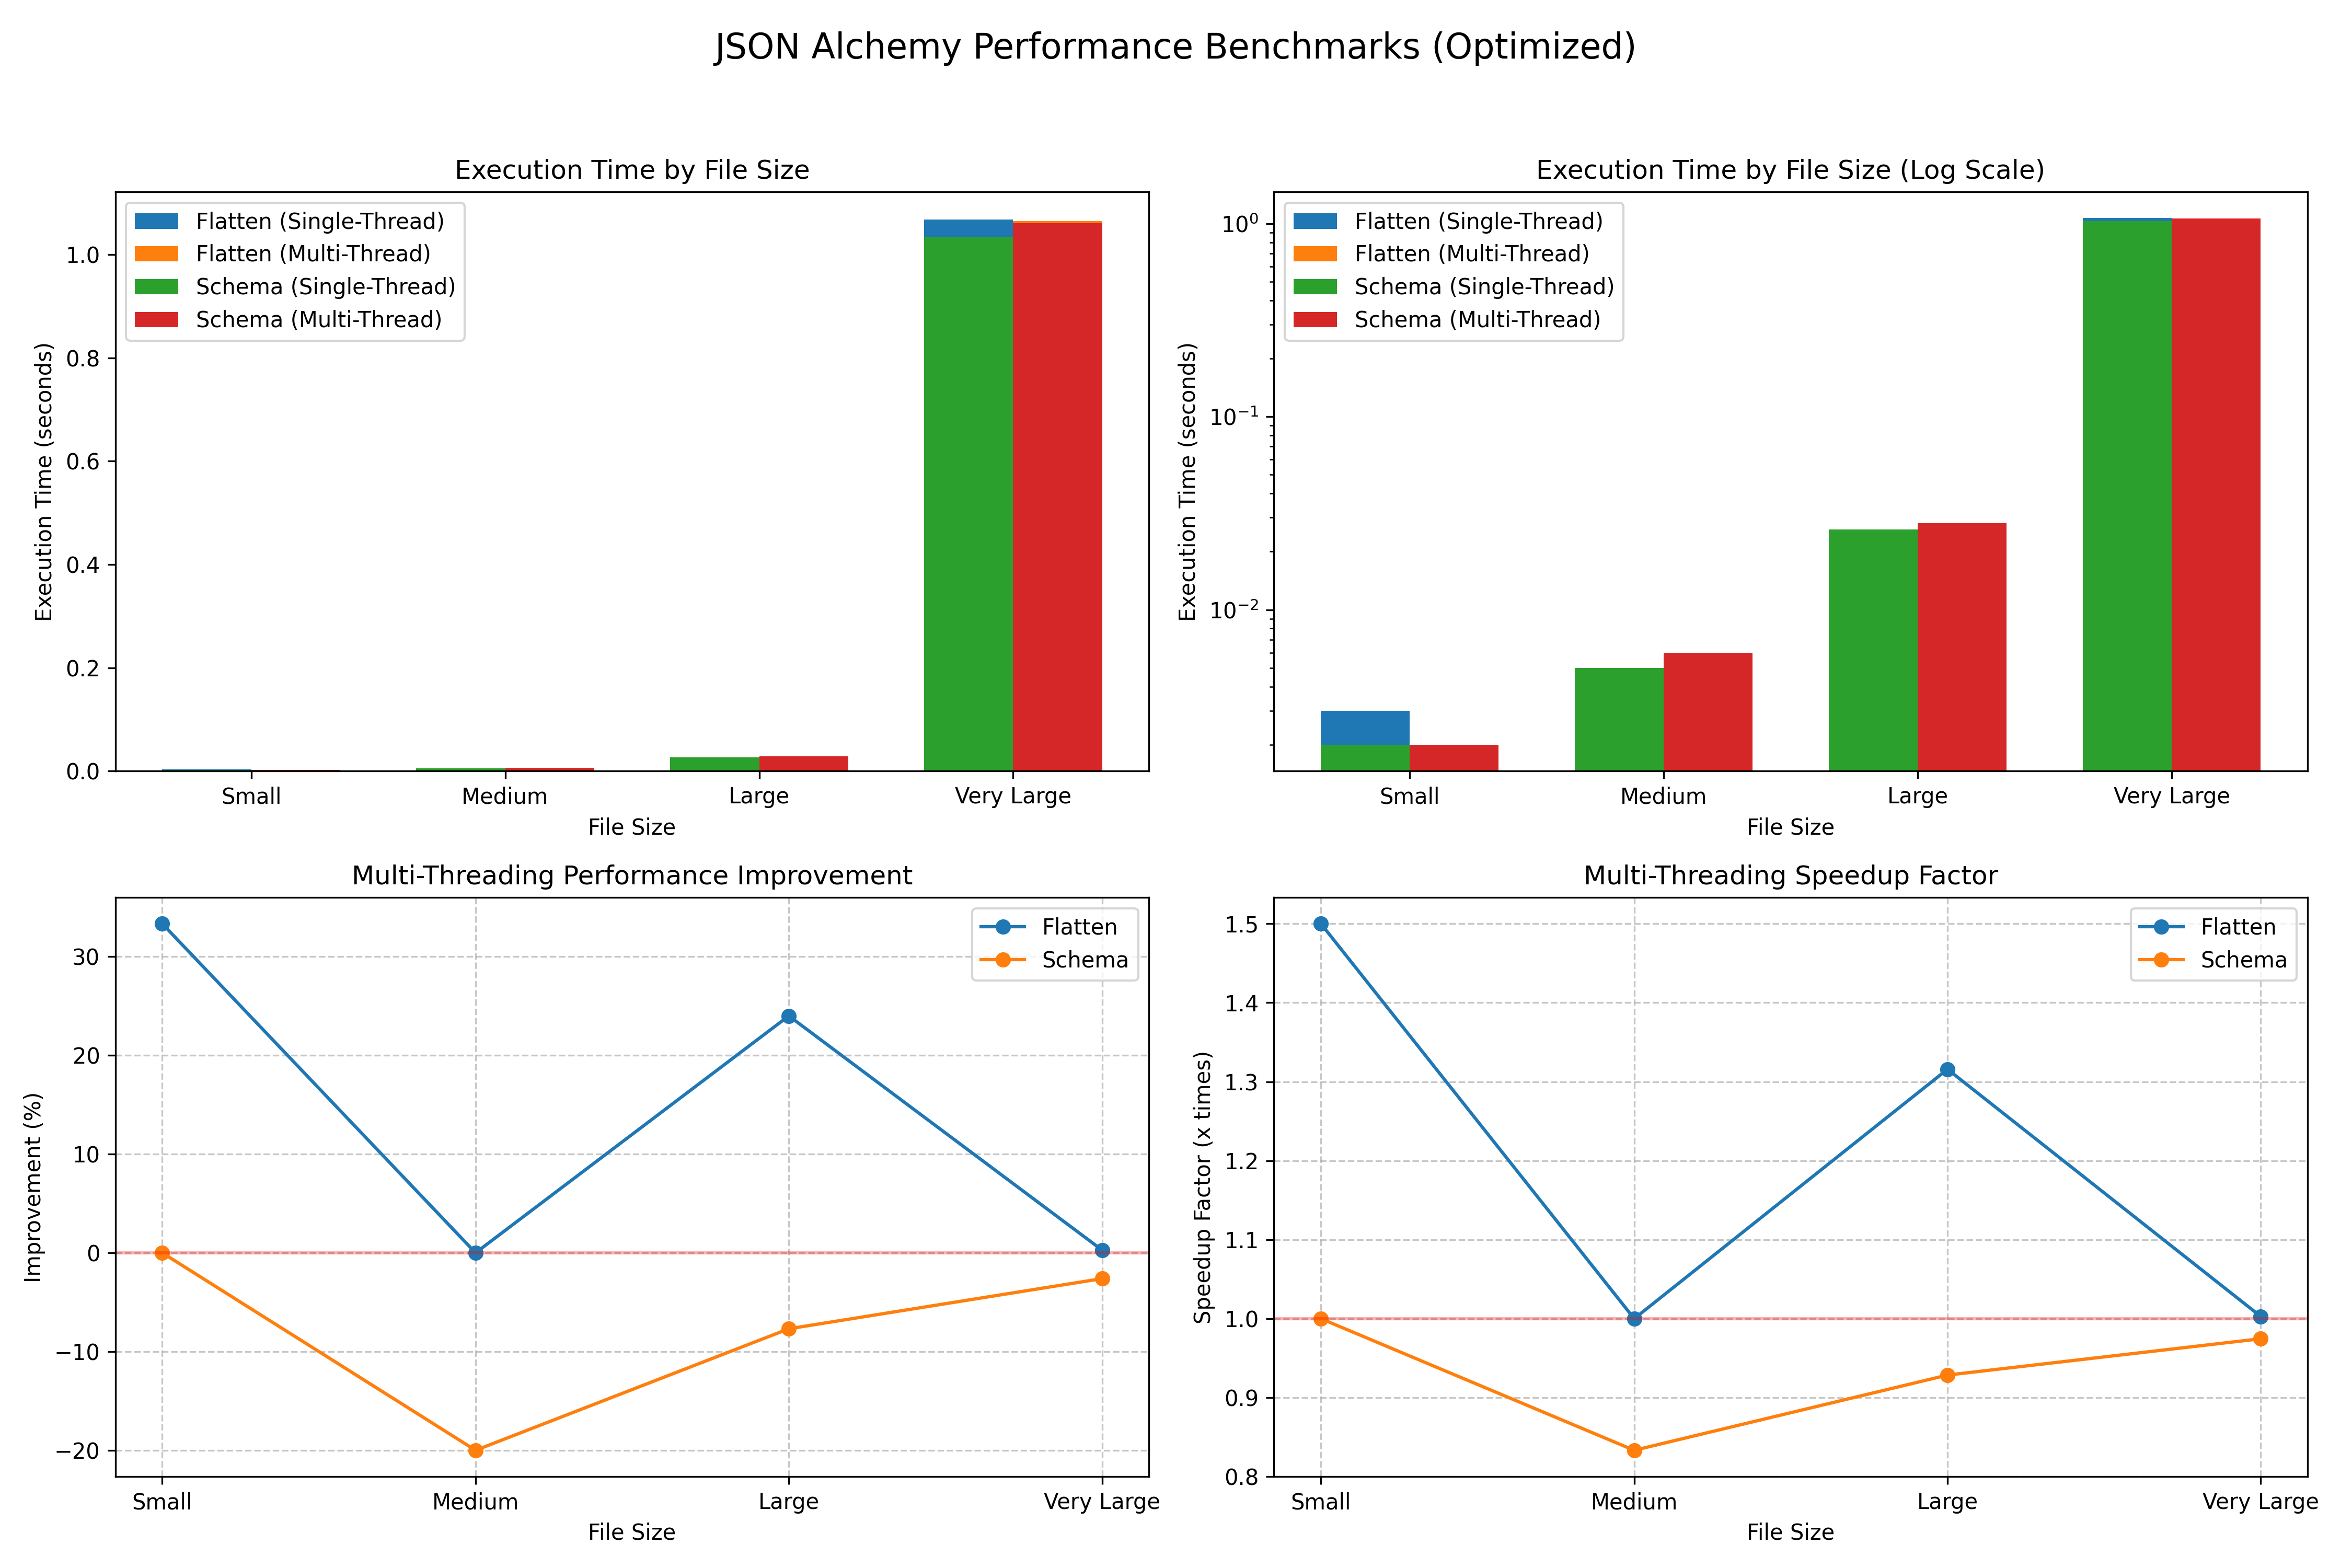 JSON Alchemy Performance Benchmarks (Optimized)
Execution Time by File Size
Flatten (Single-Thread)
Flatten (Multi-Thread)
Schema (Single-Thread)
Schema (Multi-Thread)
Execution Time (seconds)
1.0
0.8
0.6
0.4
0.2
0.0
Small
Medium
Large
Very Large
File Size
Execution Time by File Size (Log Scale)
Flatten (Single-Thread)
Flatten (Multi-Thread)
Schema (Single-Thread)
Schema (Multi-Thread)
Execution Time (seconds)
10⁰
10⁻¹
10⁻²
Small
Medium
Large
Very Large
File Size
Multi-Threading Performance Improvement
Flatten
Schema
Improvement (%)
30
20
10
0
−10
−20
Small
Medium
Large
Very Large
File Size
Multi-Threading Speedup Factor
Flatten
Schema
Speedup Factor (x times)
1.5
1.4
1.3
1.2
1.1
1.0
0.9
0.8
Small
Medium
Large
Very Large
File Size